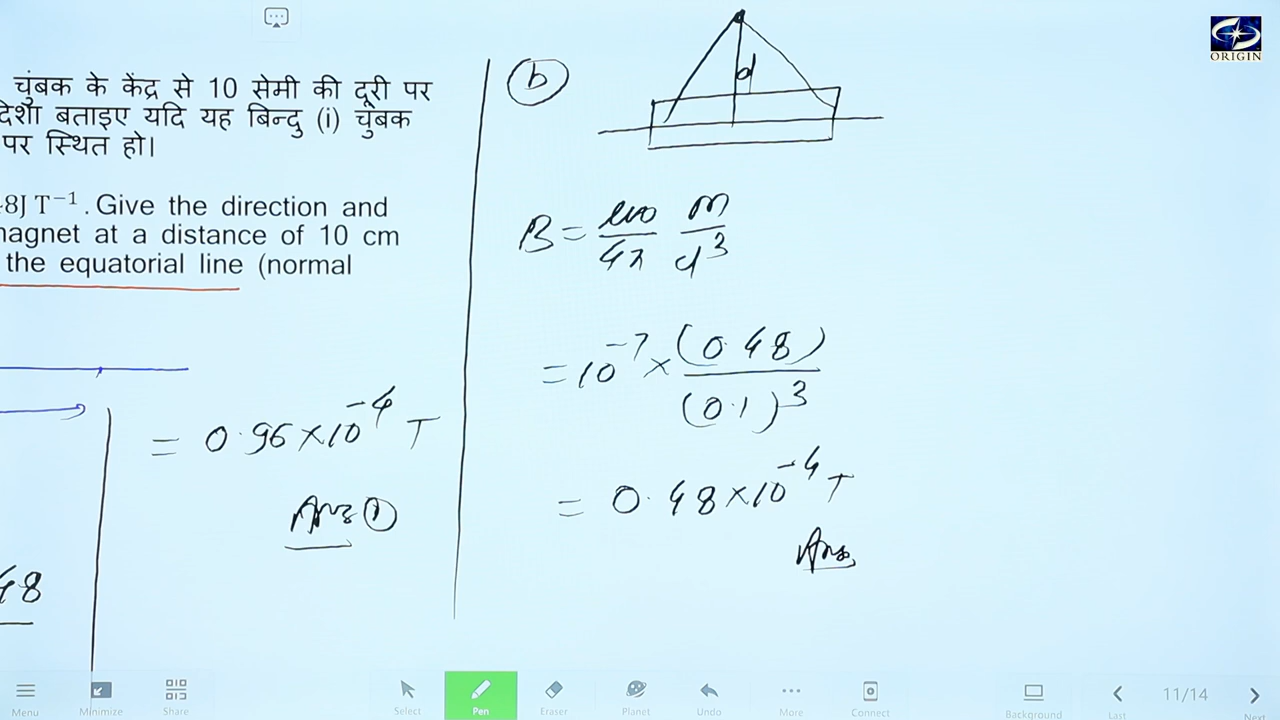 चुंबक के केंद्र से 10 सेमी की दूरी पर
देशा बताइए यदि यह बिन्दु (i) चुंबक
पर स्थित हो।
8J T⁻¹. Give the direction and
nagnet at a distance of 10 cm
the equatorial line (normal
= 0.96×10⁻⁴ T
Ans ①
48
ⓑ
d
B = μ₀/4π m/d³
= 10⁻⁷ × (0.48)/(0.1)³
= 0.48×10⁻⁴ T
Ans
ORIGIN
Menu
Minimize
Share
Select
Pen
Eraser
Planet
Undo
More
Connect
Background
Last
11/14
Next